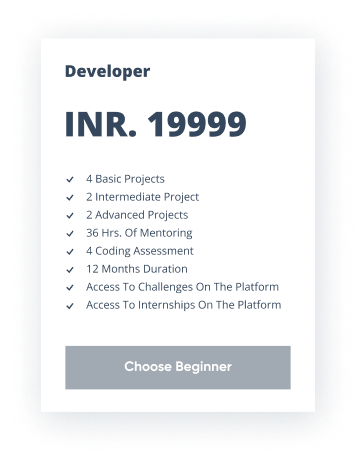 Developer
INR. 19999
4 Basic Projects
2 Intermediate Project
2 Advanced Projects
36 Hrs. Of Mentoring
4 Coding Assessment
12 Months Duration
Access To Challenges On The Platform
Access To Internships On The Platform
Choose Beginner